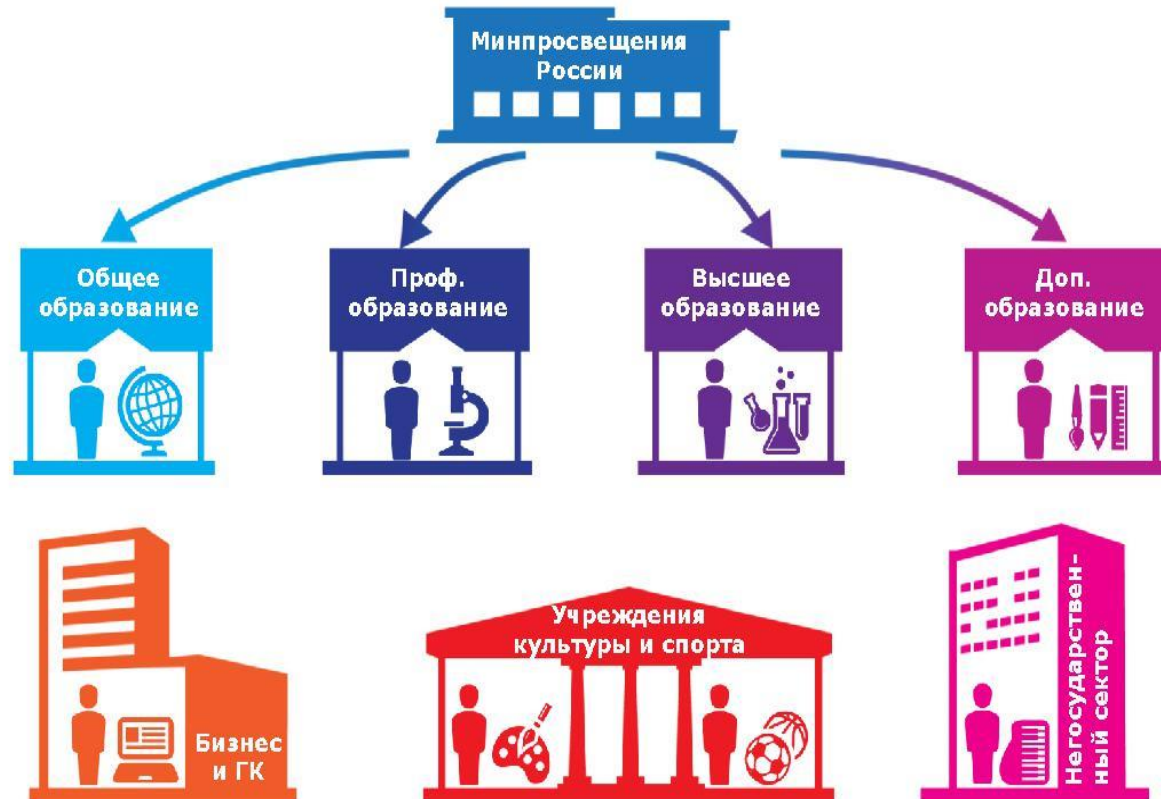 Минпросвещения
России
Общее
образование
Проф.
образование
Высшее
образование
Доп.
образование
Бизнес
и ГК
Учреждения
культуры и спорта
Негосударствен-
ный сектор